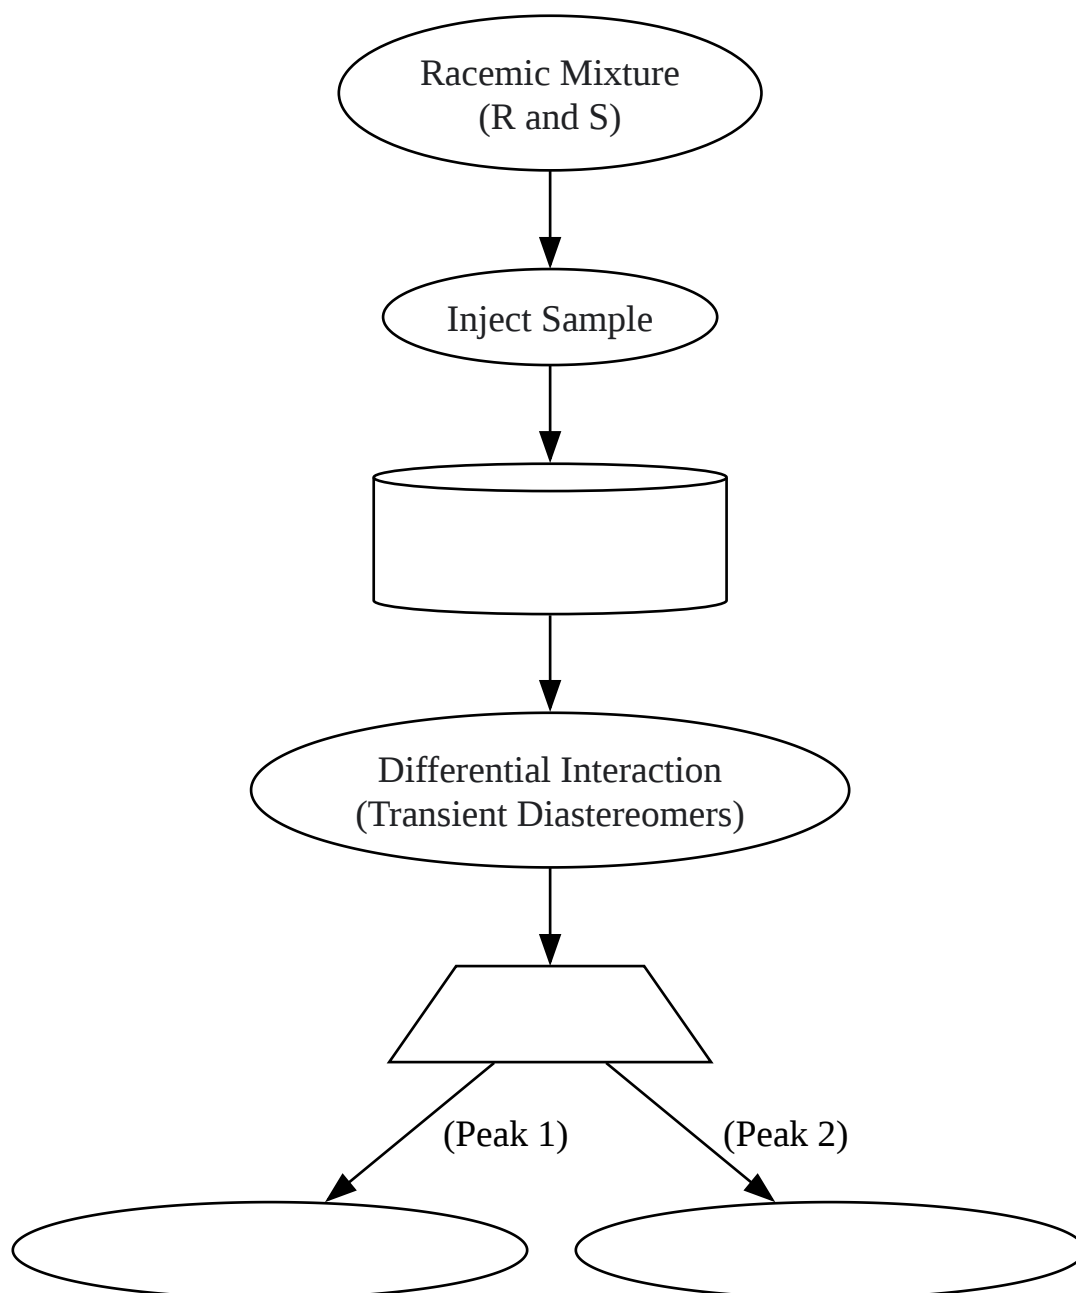 Racemic Mixture
(R and S)
Inject Sample
Differential Interaction
(Transient Diastereomers)
(Peak 1)
(Peak 2)